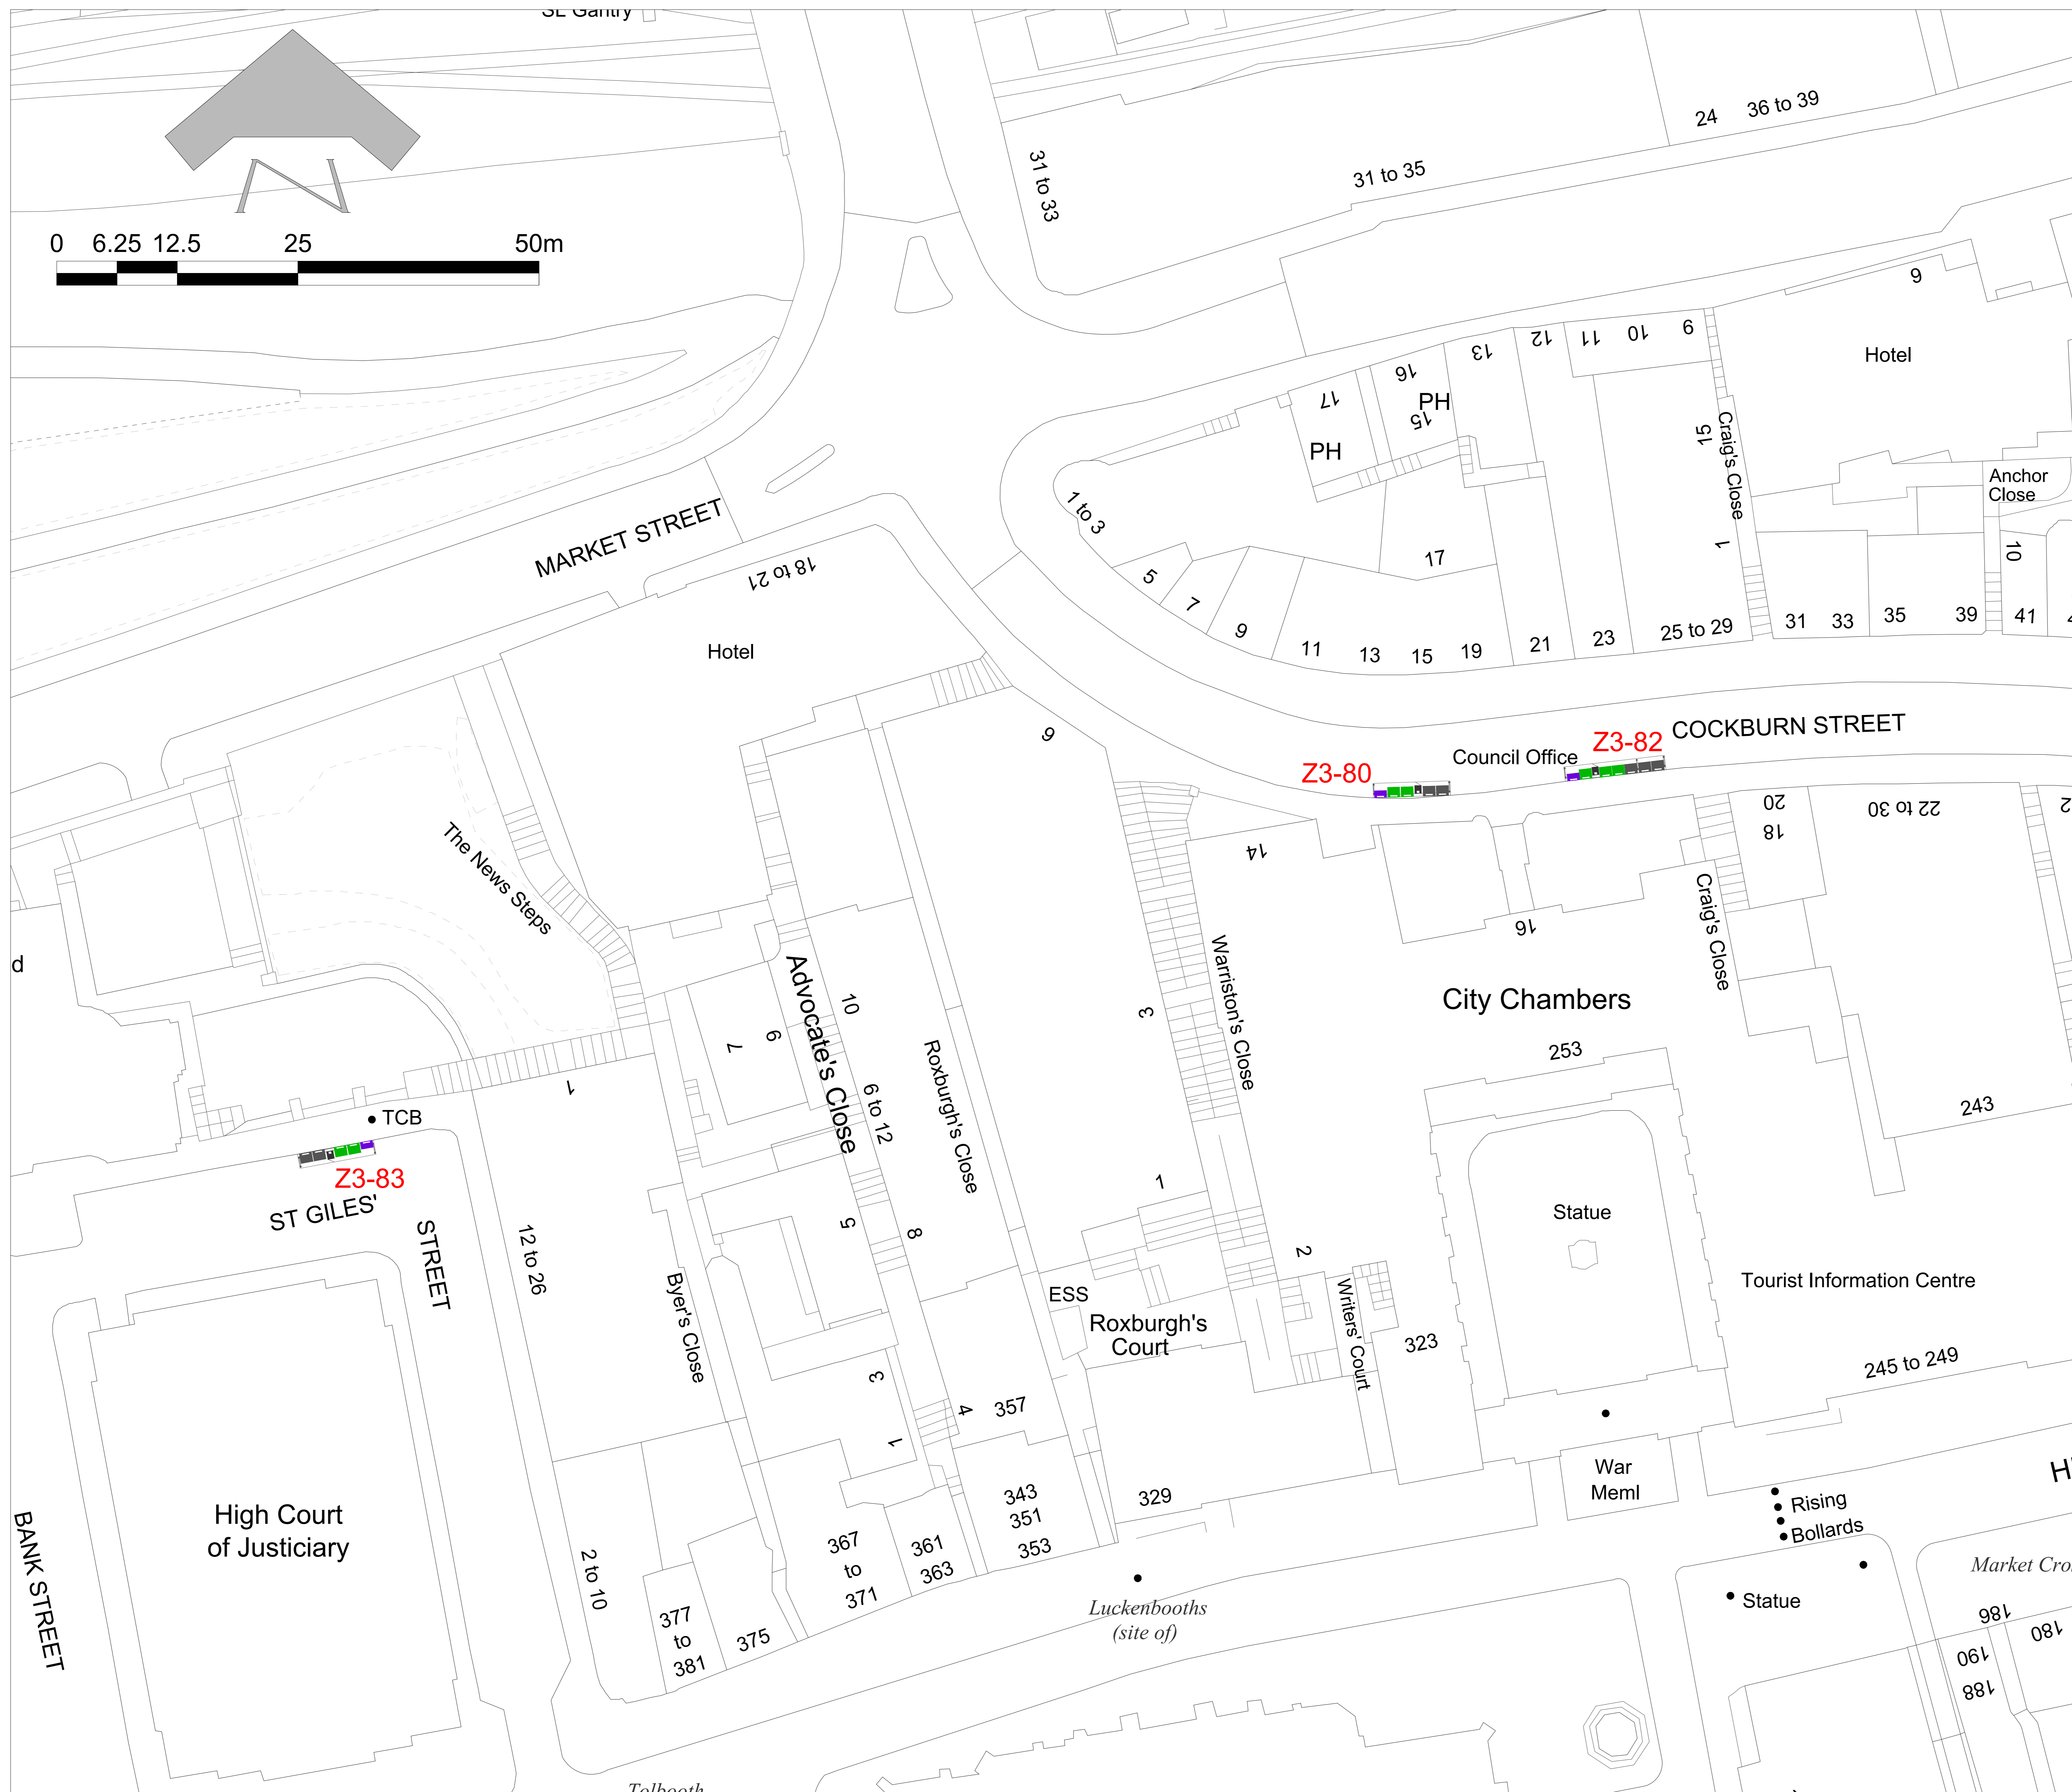 SL Gantry
0 6.25 12.5 25 50m
24 36 to 39
31 to 33
31 to 35
6
Hotel
17
16
15
13
12
11
10
9
PH
PH
Craig's Close
15
1
Anchor
Close
10
1 to 3
5
7
9
11
13
15
17
19
21
23
25 to 29
31
33
35
39
41
MARKET STREET
18 to 21
Hotel
COCKBURN STREET
Council Office
Z3-80
Z3-82
9
14
16
20
18
22 to 30
Craig's Close
City Chambers
253
243
The News Steps
d
TCB
Z3-83
ST GILES'
STREET
1
7
9
Advocate's Close
10
6 to 12
Roxburgh's Close
3
Warriston's Close
1
2
5
8
12 to 26
Byer's Close
ESS
Roxburgh's
Court
Writers' Court
323
Statue
Tourist Information Centre
245 to 249
3
4
1
357
343
351
353
329
War
Meml
Rising
Bollards
High Court
of Justiciary
BANK STREET
2 to 10
377
to
381
375
367
to
371
361
363
Luckenbooths
(site of)
Statue
186
190
188
180
Tolbooth